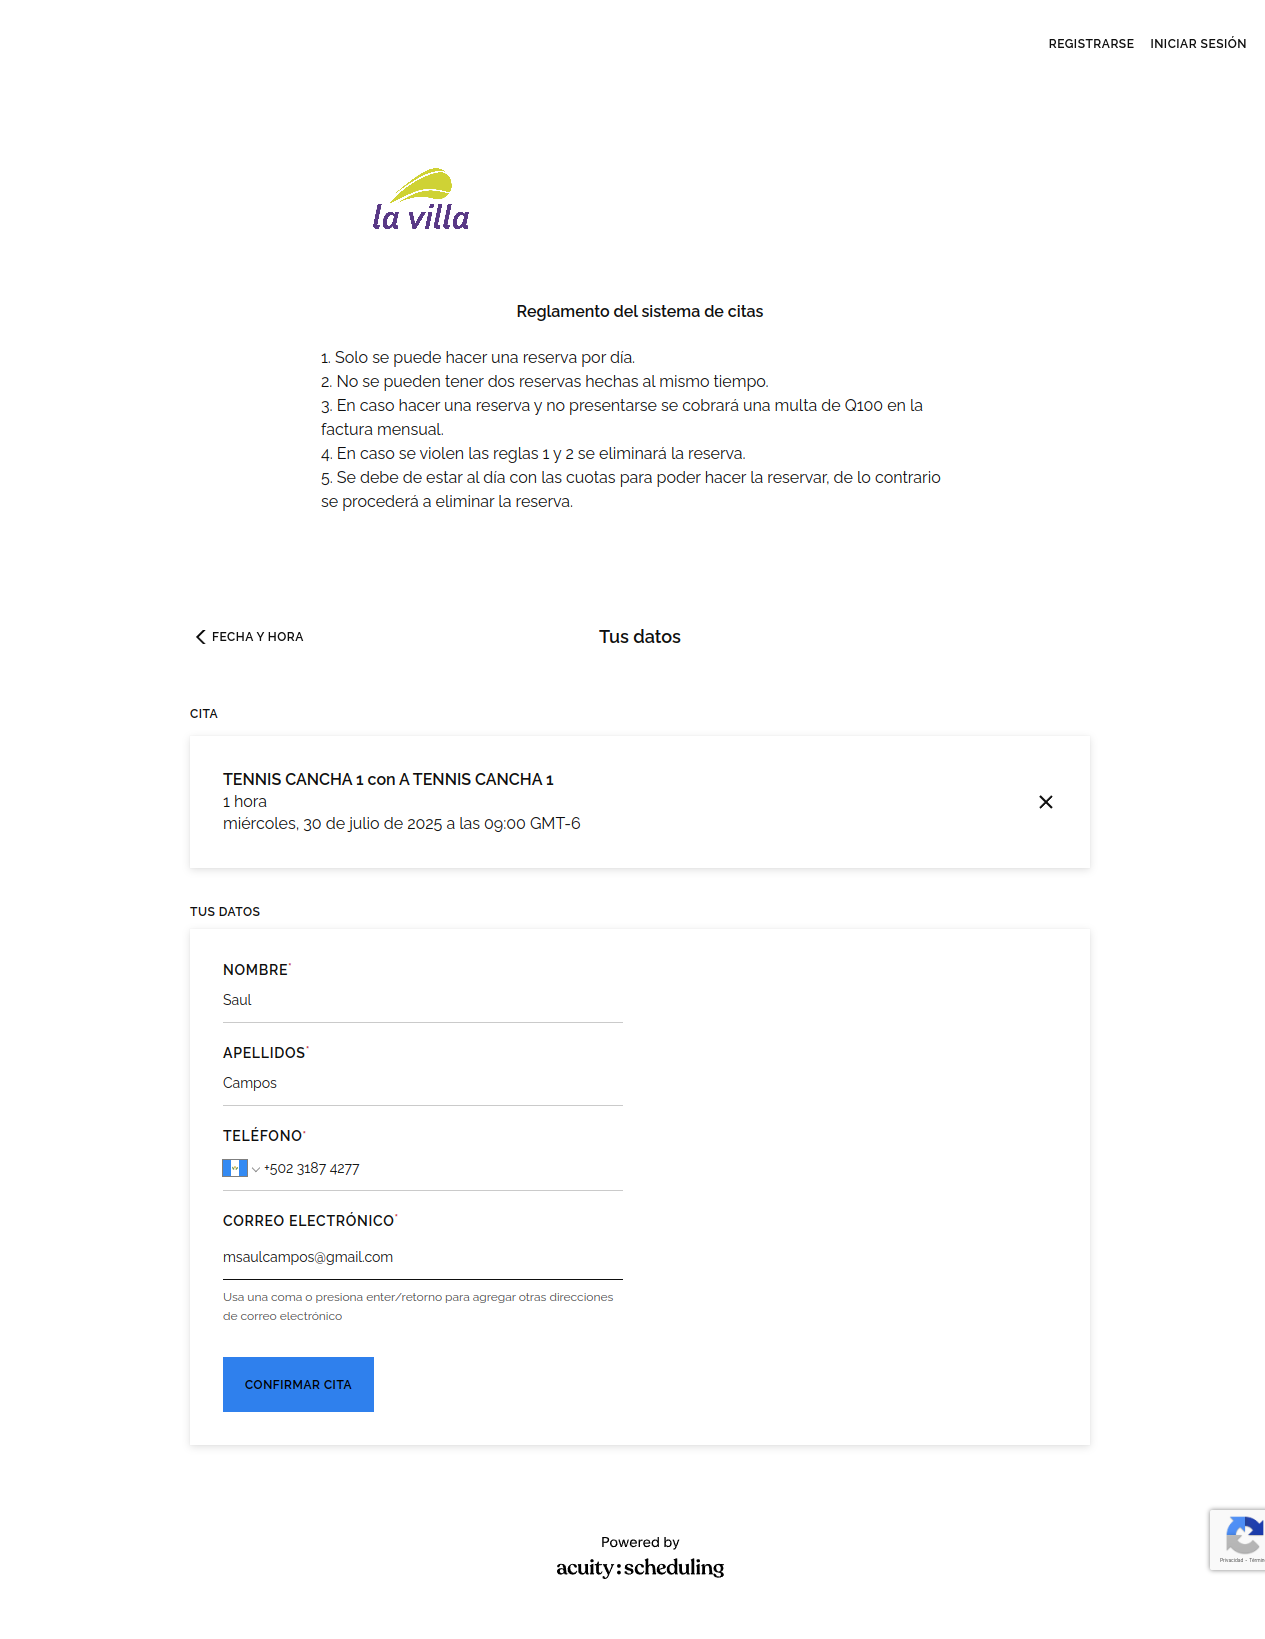 REGISTRARSE INICIAR SESIÓN
la villa
Reglamento del sistema de citas
1. Solo se puede hacer una reserva por día.
2. No se pueden tener dos reservas hechas al mismo tiempo.
3. En caso hacer una reserva y no presentarse se cobrará una multa de Q100 en la
factura mensual.
4. En caso se violen las reglas 1 y 2 se eliminará la reserva.
5. Se debe de estar al día con las cuotas para poder hacer la reservar, de lo contrario
se procederá a eliminar la reserva.
FECHA Y HORA
Tus datos
CITA
TENNIS CANCHA 1 con A TENNIS CANCHA 1
1 hora
miércoles, 30 de julio de 2025 a las 09:00 GMT-6
TUS DATOS
NOMBRE*
Saul
APELLIDOS*
Campos
TELÉFONO*
+502 3187 4277
CORREO ELECTRÓNICO*
msaulcampos@gmail.com
Usa una coma o presiona enter/retorno para agregar otras direcciones
de correo electrónico
CONFIRMAR CITA
Powered by
acuity:scheduling
Privacidad -